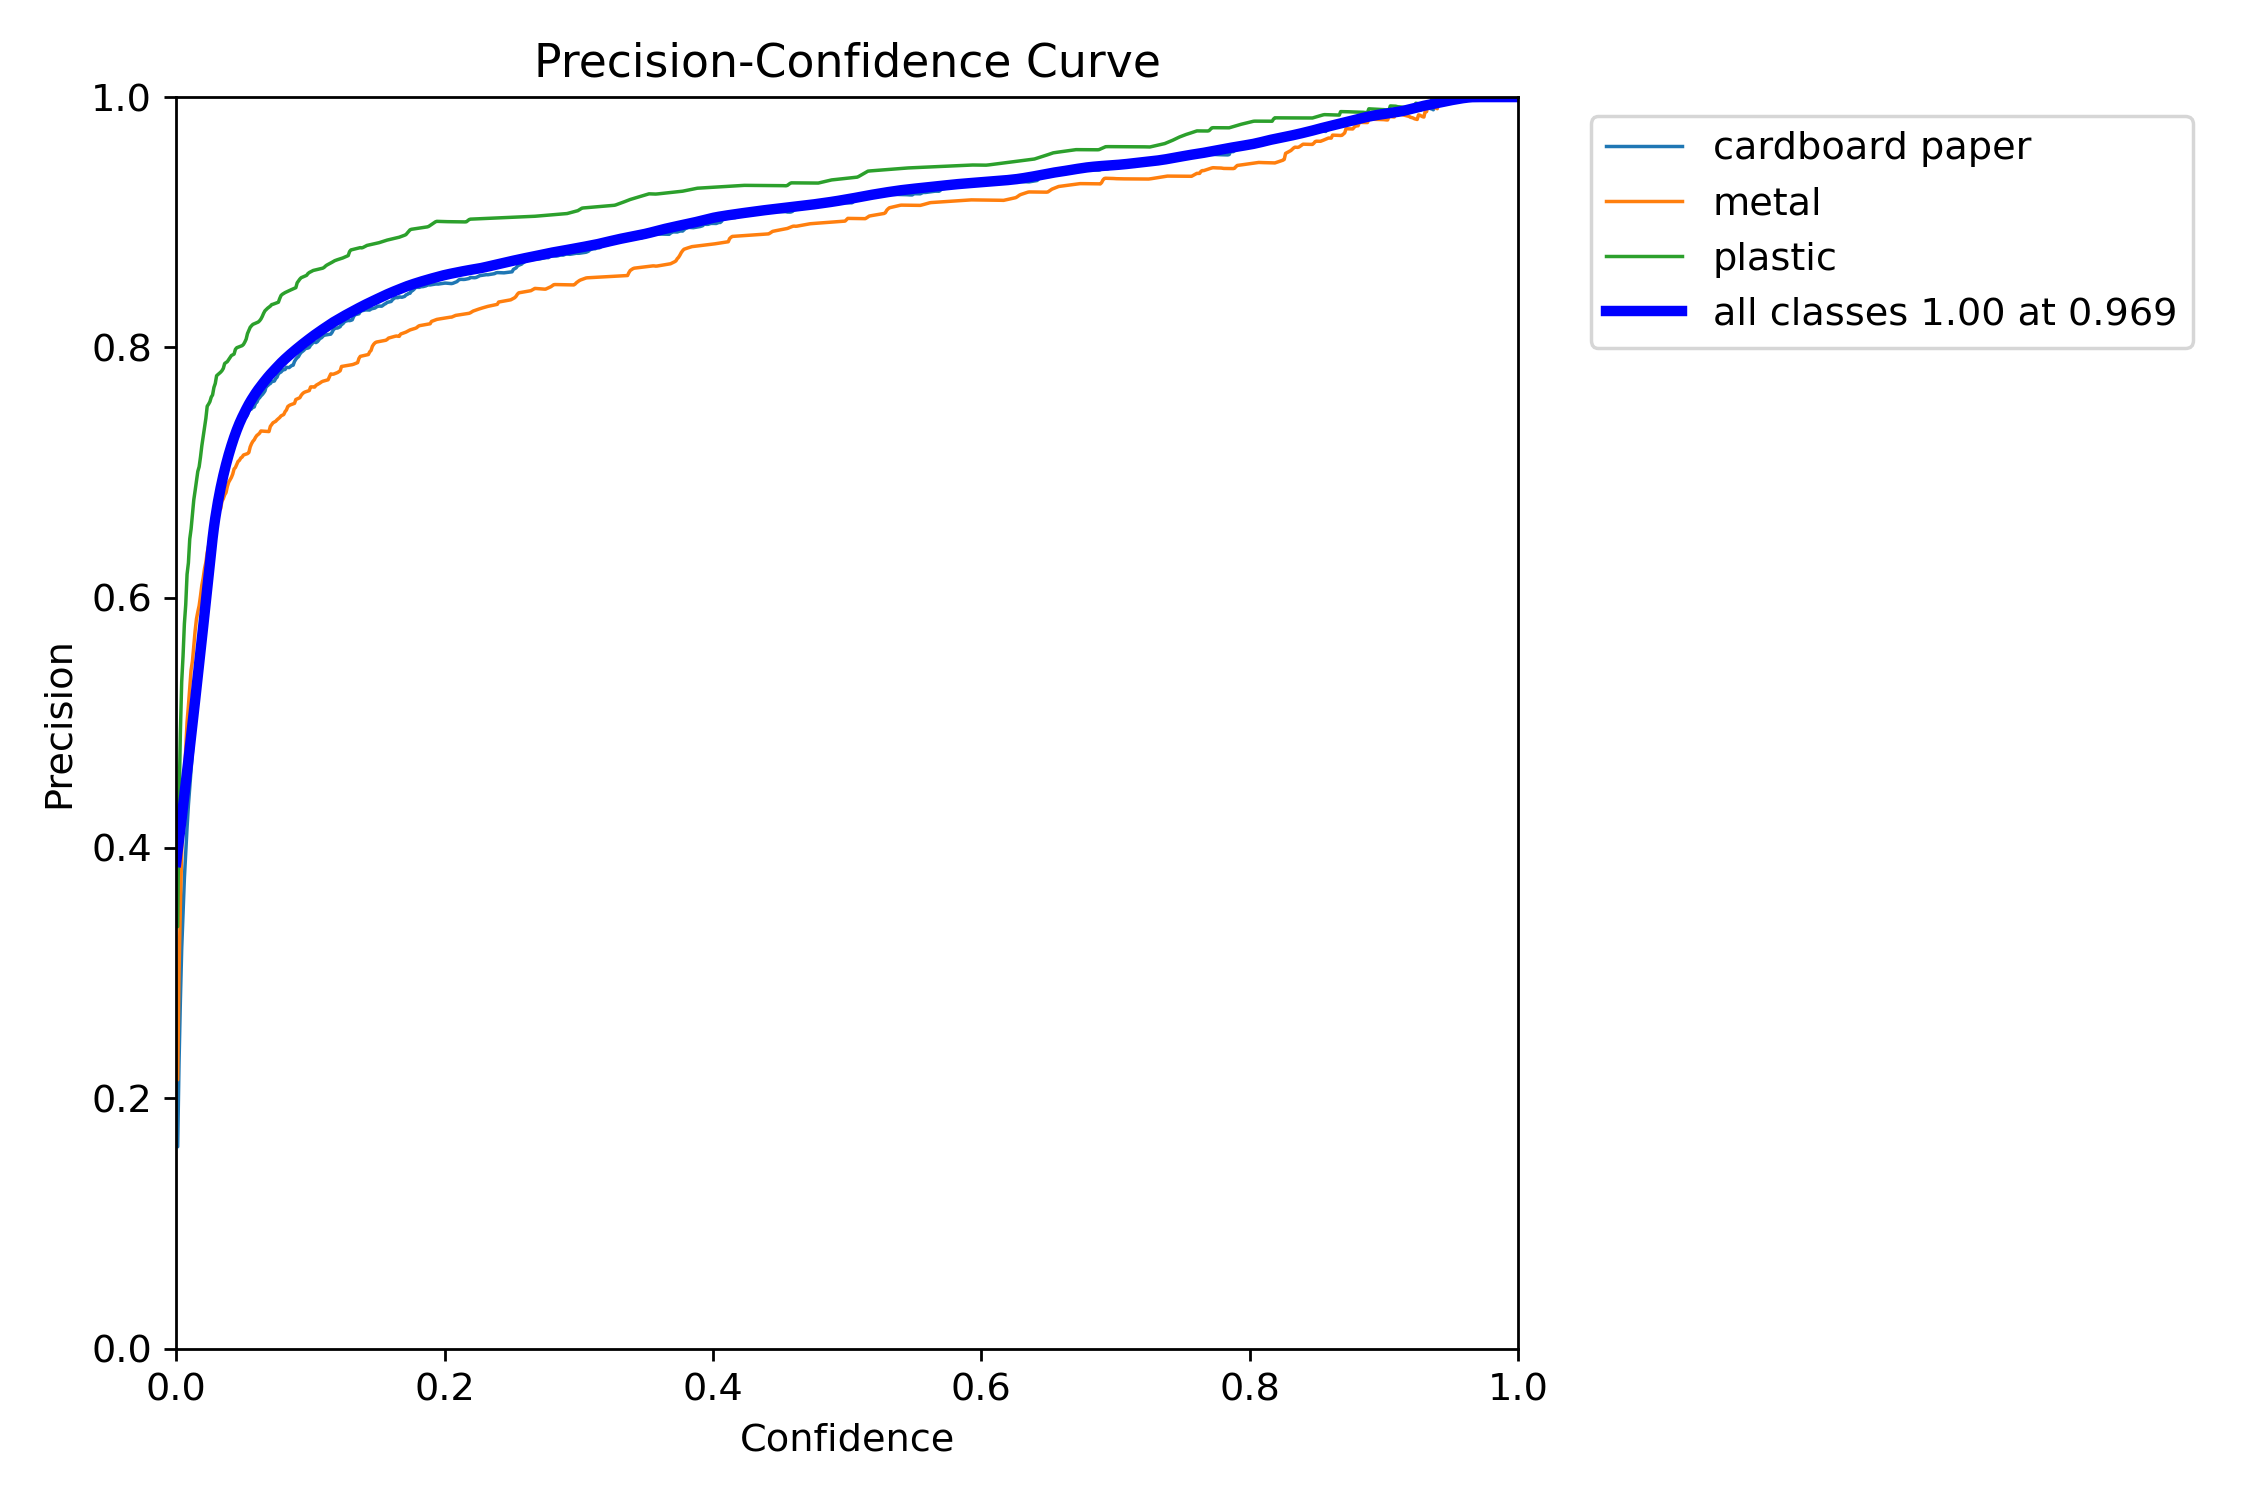 Precision-Confidence Curve
1.0
0.8
0.6
0.4
0.2
0.0
Precision
0.0 0.2 0.4 0.6 0.8 1.0
Confidence
cardboard paper
metal
plastic
all classes 1.00 at 0.969